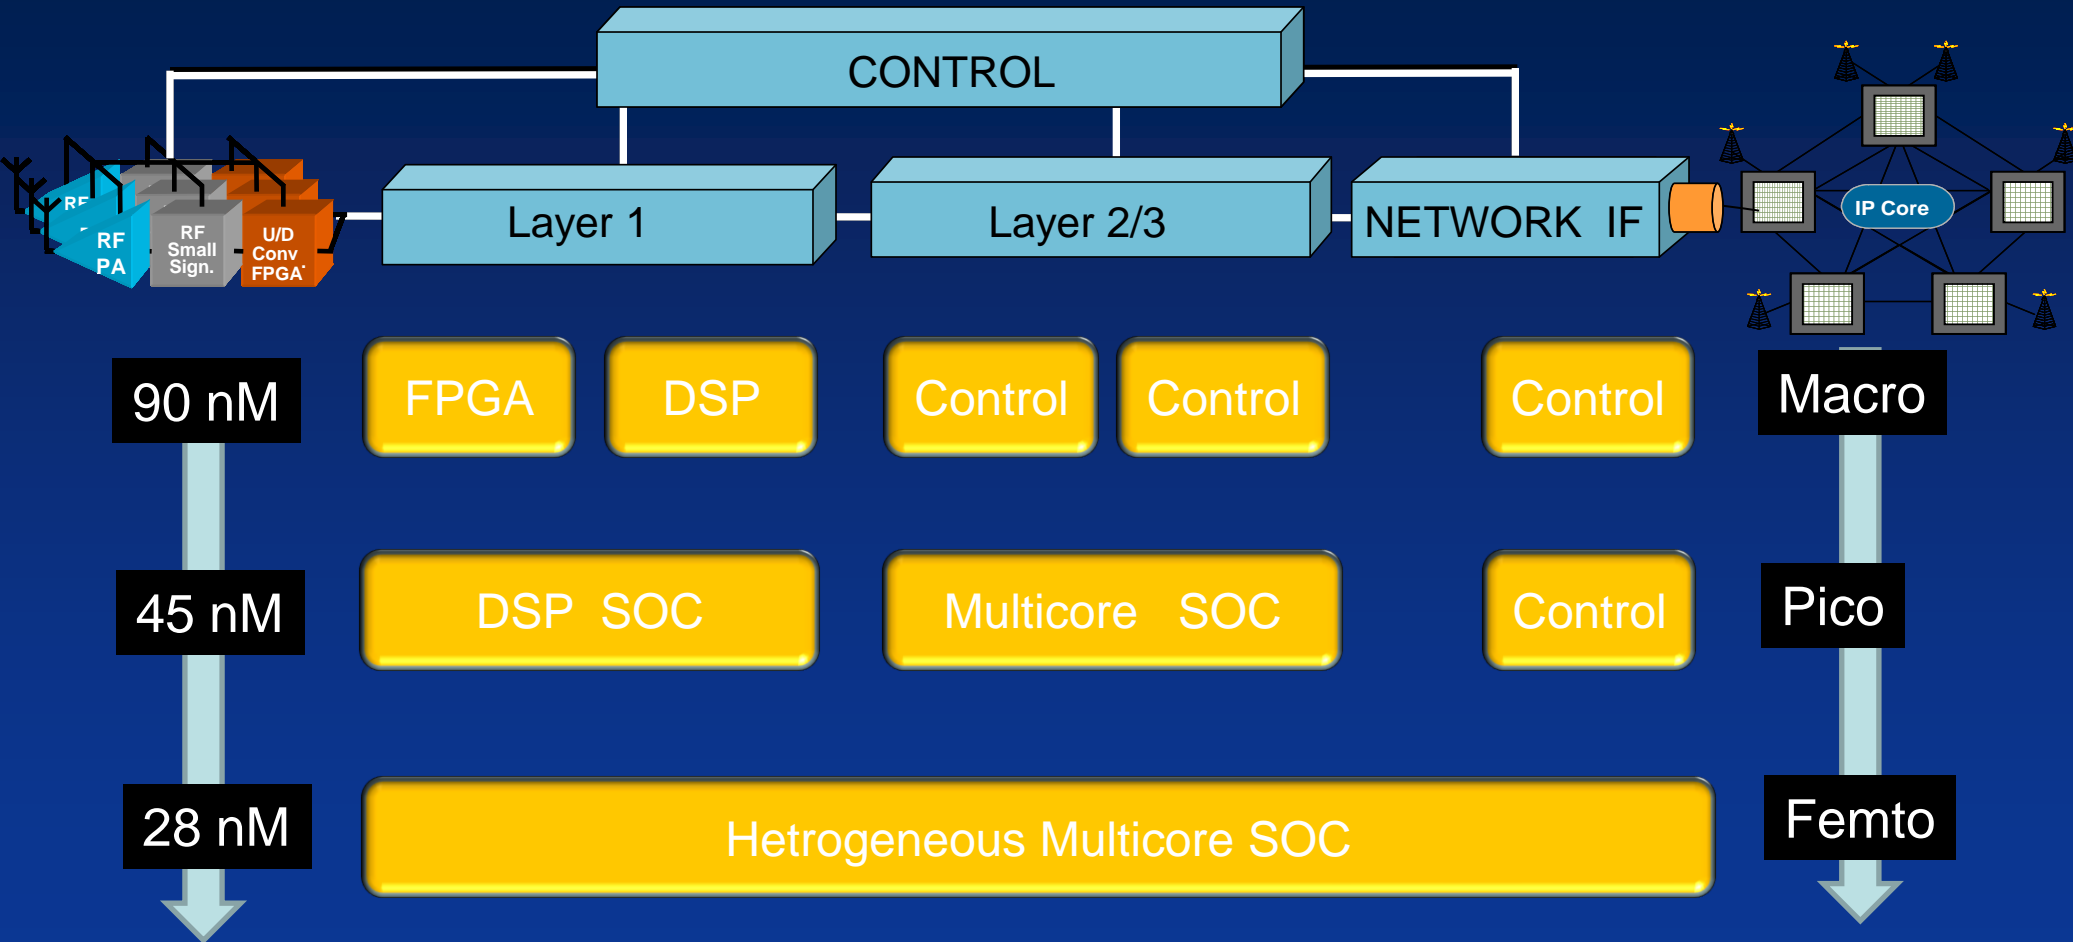 CONTROL
RF
RF
PA
RF
Small
Sign.
U/D
Conv
FPGA.
Layer 1
Layer 2/3
NETWORK IF
IP Core
90 nM
FPGA
DSP
Control
Control
Control
Macro
45 nM
DSP SOC
Multicore SOC
Control
Pico
28 nM
Hetrogeneous Multicore SOC
Femto